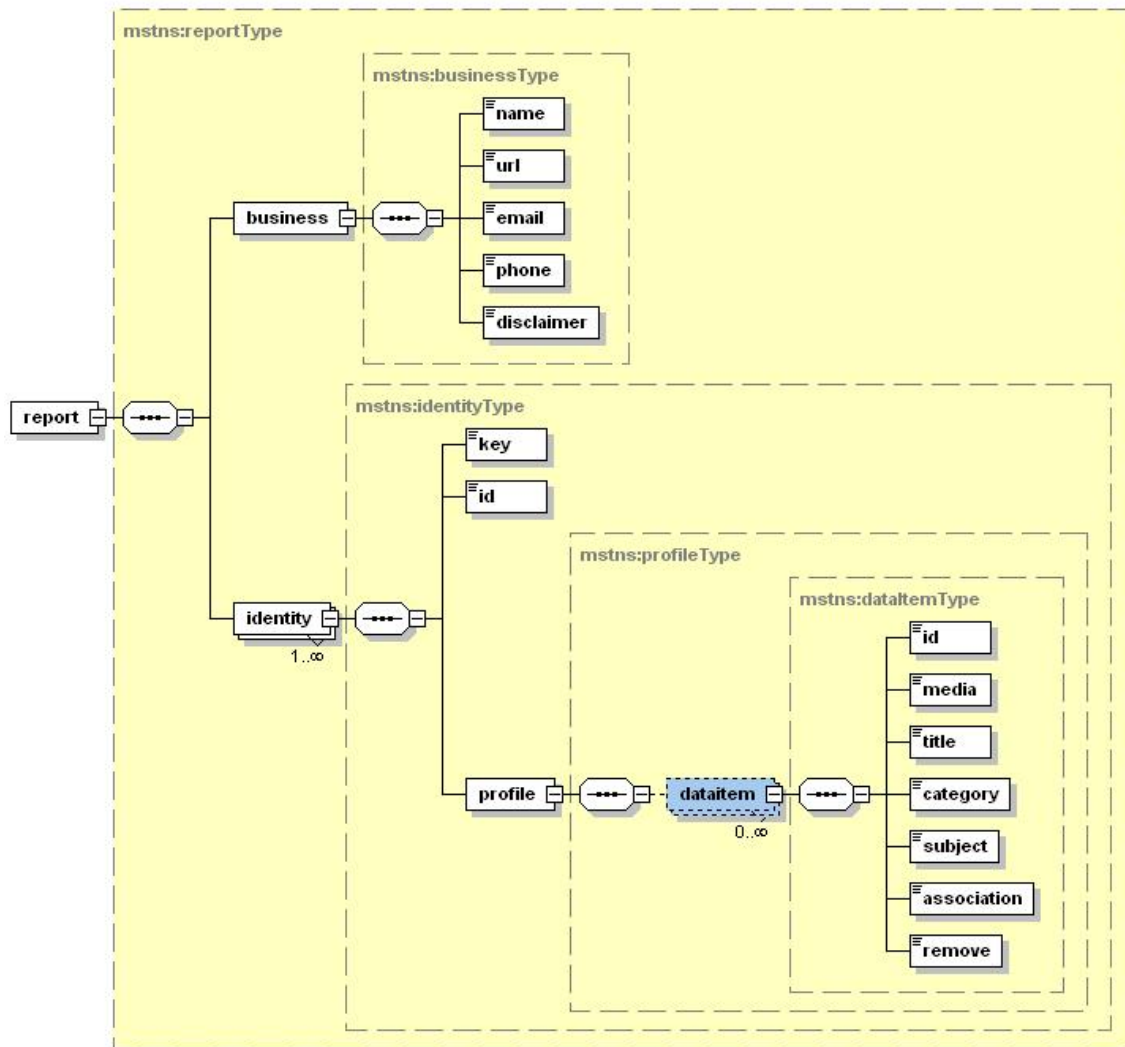 mstns:reportType
mstns:businessType
name
url
email
business
phone
disclaimer
report
mstns:identityType
key
id
mstns:profileType
mstns:dataItemType
identity
1..∞
id
media
title
profile
dataitem
0..∞
category
subject
association
remove